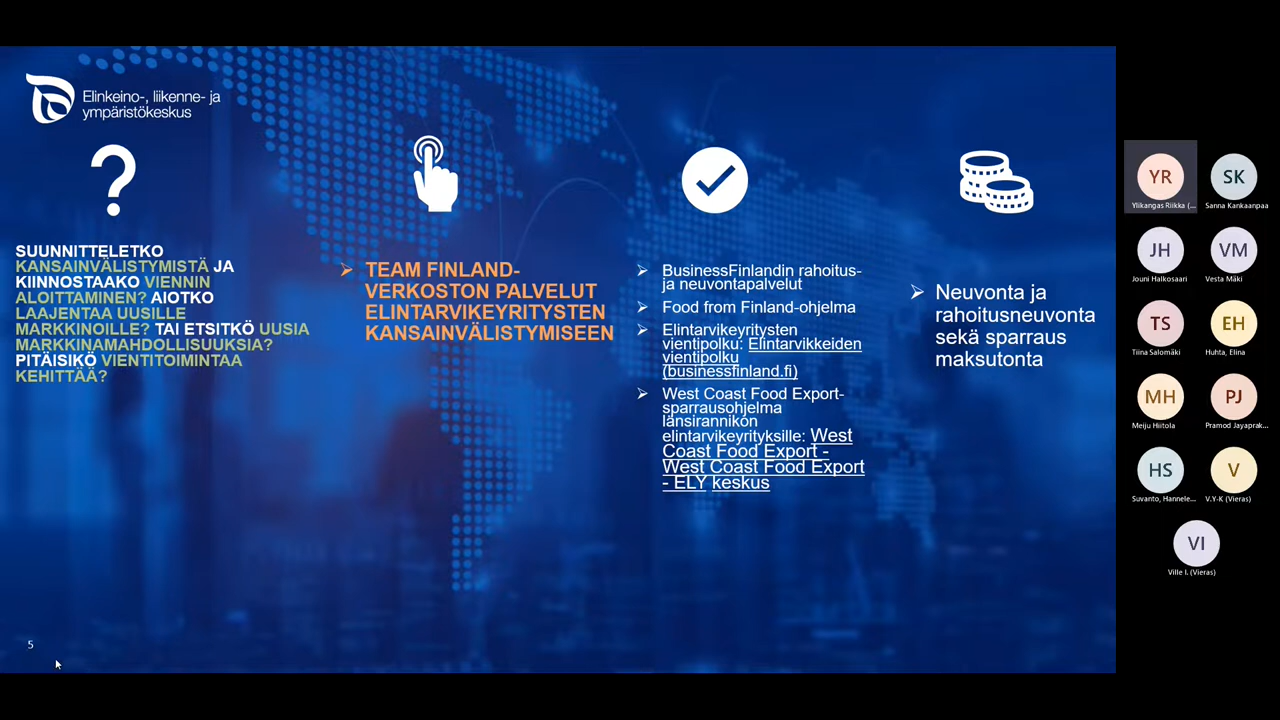 Elinkeino-, liikenne- ja
ympäristökeskus
SUUNNITTELETKO
KANSAINVÄLISTYMISTÄ JA
KIINNOSTAAKO VIENNIN
ALOITTAMINEN? AIOTKO
LAAJENTAA UUSILLE
MARKKINOILLE? TAI ETSITKÖ UUSIA
MARKKINAMAHDOLLISUUKSIA?
PITÄISIKÖ VIENTITOIMINTAA
KEHITTÄÄ?
TEAM FINLAND-
VERKOSTON PALVELUT
ELINTARVIKEYRITYSTEN
KANSAINVÄLISTYMISEEN
BusinessFinlandin rahoitus-
ja neuvontapalvelut
Food from Finland-ohjelma
Elintarvikeyritysten
vientipolku: Elintarvikkeiden
vientipolku
(businessfinland.fi)
West Coast Food Export-
sparrausohjelma
länsirannikon
elintarvikeyrityksille: West
Coast Food Export -
West Coast Food Export
- ELY keskus
Neuvonta ja
rahoitusneuvonta
sekä sparraus
maksutonta
5
YR
Ylikangas Riikka (...
SK
Sanna Kankaanpaa
JH
Jouni Halkosaari
VM
Vesta Mäki
TS
Tiina Salomäki
EH
Huhta, Elina
MH
Meiju Hiitola
PJ
Pramod Jayaprak...
HS
Suvanto, Hannele...
V
V.Y-K (Vieras)
VI
Ville I. (Vieras)